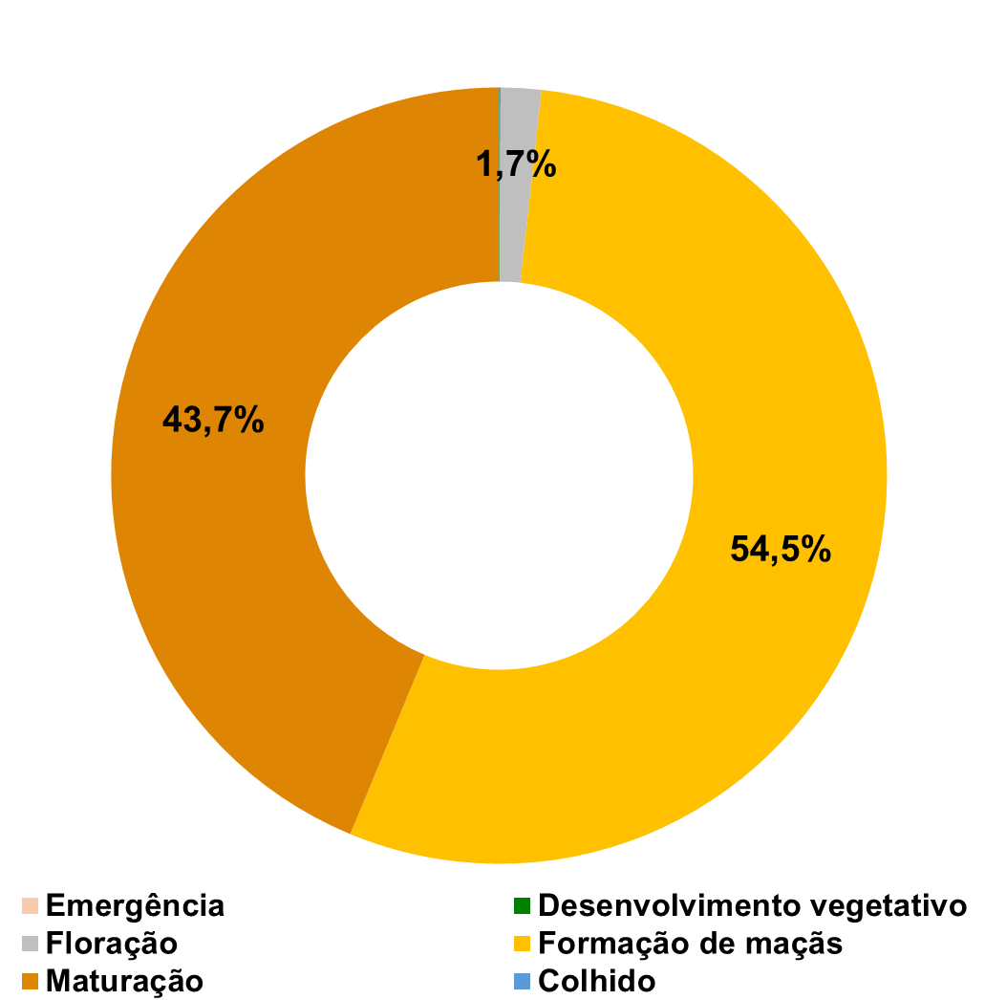 1,7%
43,7%
54,5%
Emergência
Desenvolvimento vegetativo
Floração
Formação de maçãs
Maturação
Colhido